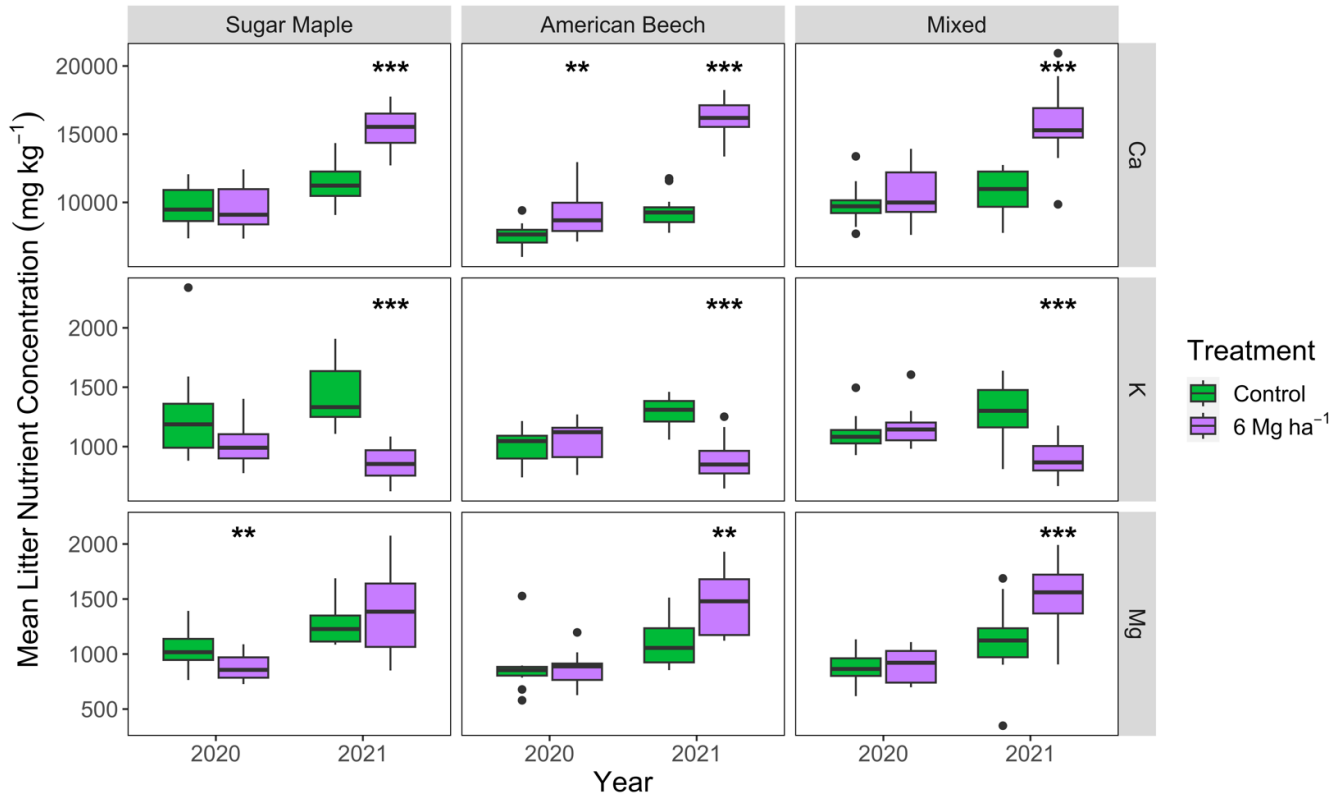 Sugar Maple American Beech Mixed
*** ** *** ***
20000
15000
10000
Ca
*** *** ***
2000
1500
1000
K
** ** ***
2000
1500
1000
500
Mg
2020 2021 2020 2021 2020 2021
Year
Mean Litter Nutrient Concentration (mg kg⁻¹)
Treatment
Control
6 Mg ha⁻¹